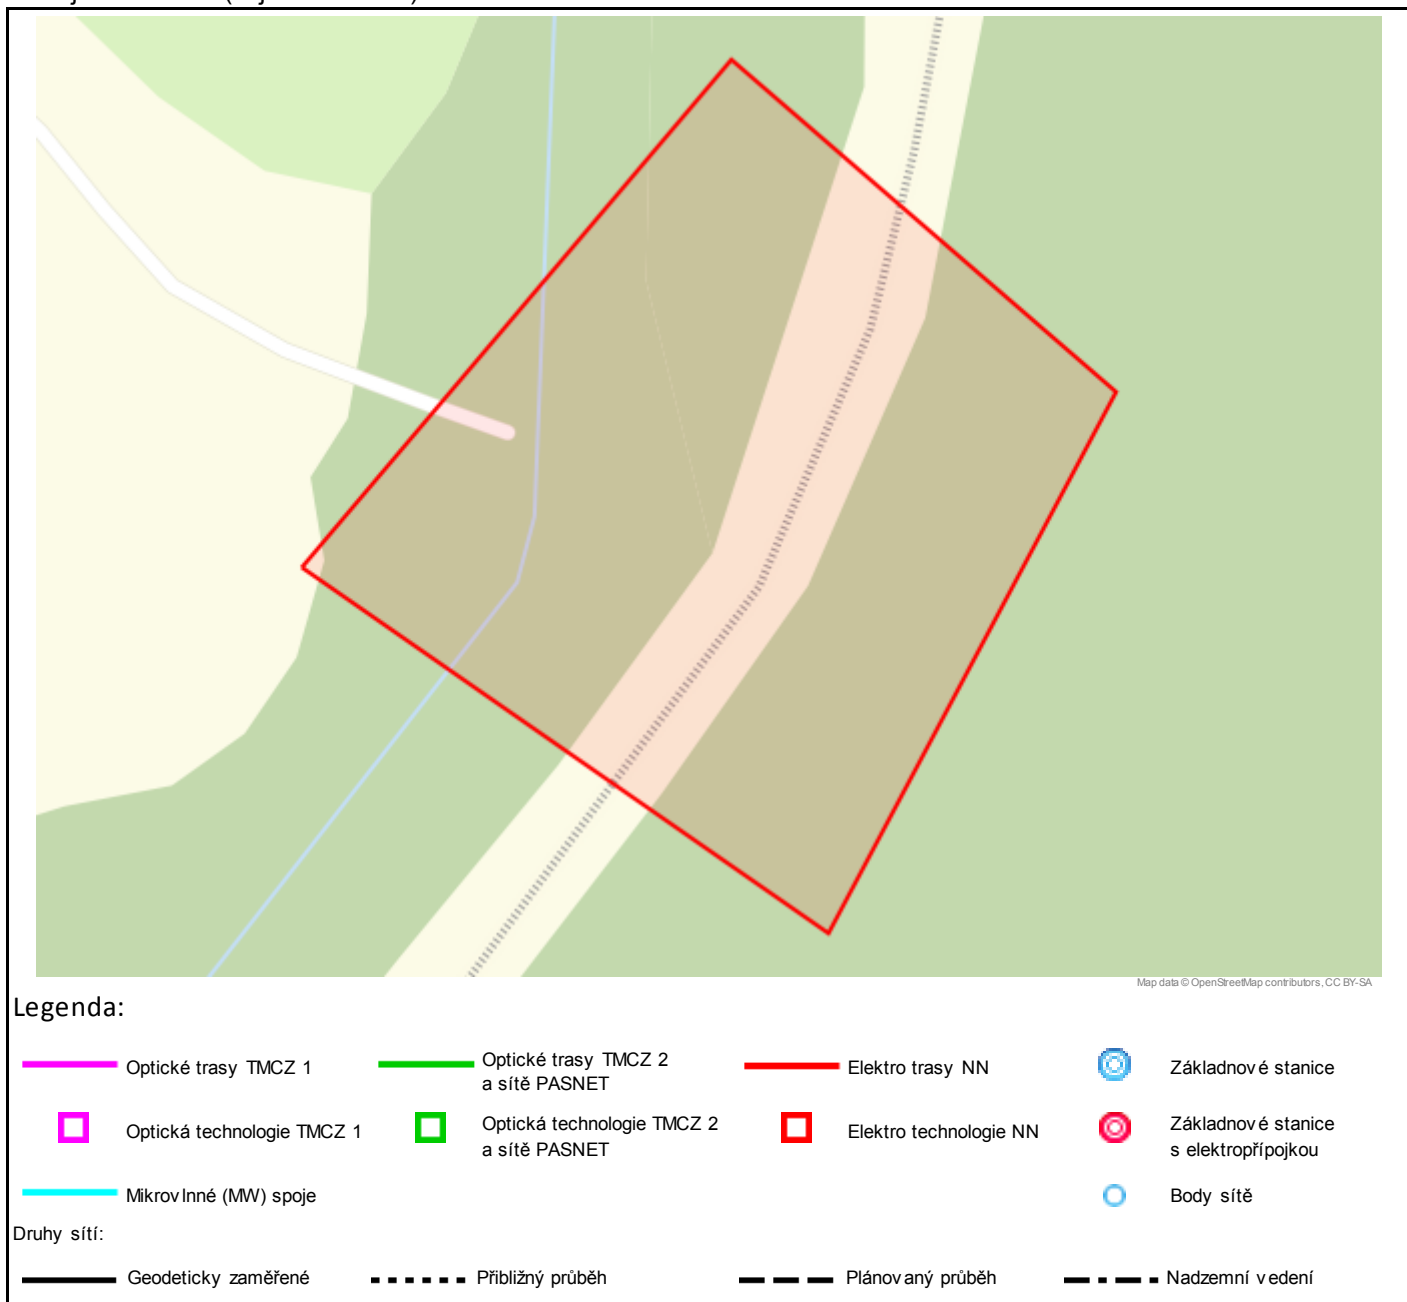 Map data © OpenStreetMap contributors, CC BY-SA
Legenda:
Optické trasy TMCZ 1
Optické trasy TMCZ 2
a sítě PASNET
Elektro trasy NN
Základnové stanice
Optická technologie TMCZ 1
Optická technologie TMCZ 2
a sítě PASNET
Elektro technologie NN
Základnové stanice
s elektropřípojkou
Mikrovlnné (MW) spoje
Body sítě
Druhy sítí:
Geodeticky zaměřené
Přibližný průběh
Plánovaný průběh
Nadzemní vedení